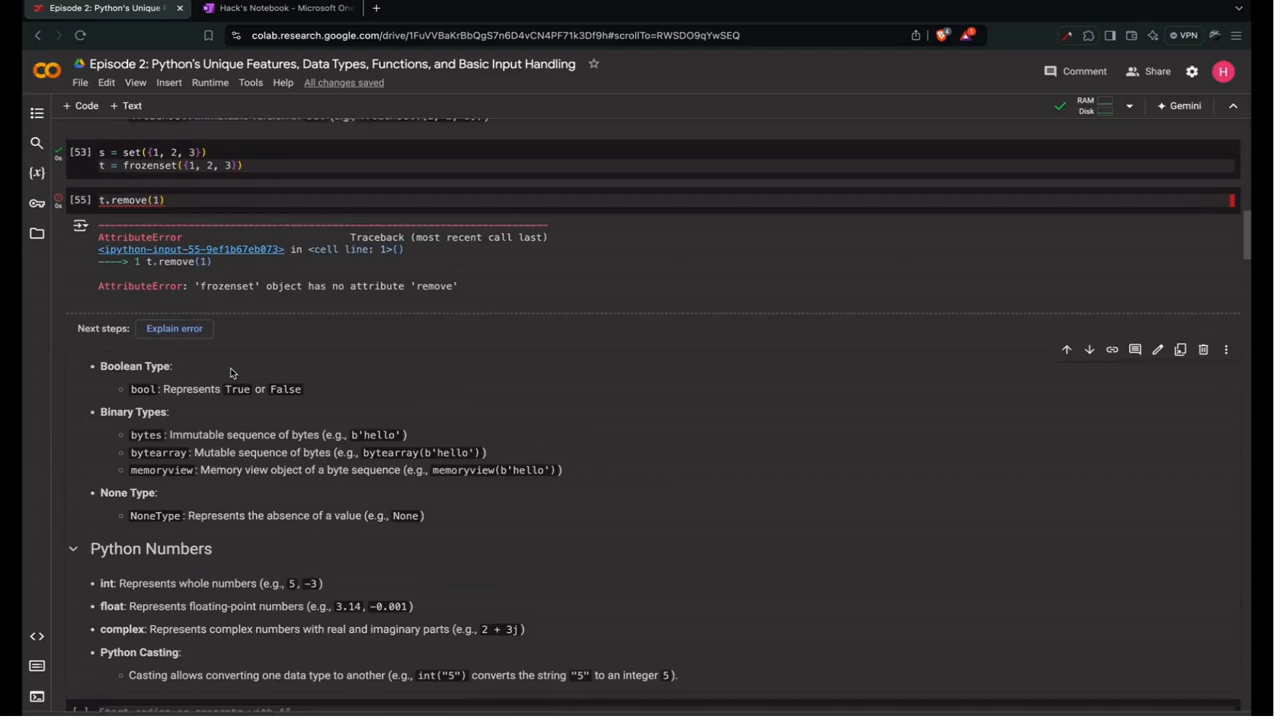 Episode 2: Python's Unique F
Hack's Notebook - Microsoft On
colab.research.google.com/drive/1FuVVBaKrBbQgS7n6D4vCN4PF71k3Df9h#scrollTo=RWSDO9qYwSEQ
VPN
Episode 2: Python's Unique Features, Data Types, Functions, and Basic Input Handling
Comment
Share
H
File Edit View Insert Runtime Tools Help All changes saved
+ Code + Text
RAM
Disk
Gemini
[53] s = set({1, 2, 3})
0s
t = frozenset({1, 2, 3})
[55] t.remove(1)
0s
AttributeError Traceback (most recent call last)
<ipython-input-55-9ef1b67eb073> in <cell line: 1>()
----> 1 t.remove(1)
AttributeError: 'frozenset' object has no attribute 'remove'
Next steps: Explain error
• Boolean Type:
○ bool: Represents True or False
• Binary Types:
○ bytes: Immutable sequence of bytes (e.g., b'hello')
○ bytearray: Mutable sequence of bytes (e.g., bytearray(b'hello'))
○ memoryview: Memory view object of a byte sequence (e.g., memoryview(b'hello'))
• None Type:
○ NoneType: Represents the absence of a value (e.g., None)
Python Numbers
• int: Represents whole numbers (e.g., 5, -3)
• float: Represents floating-point numbers (e.g., 3.14, -0.001)
• complex: Represents complex numbers with real and imaginary parts (e.g., 2 + 3j)
• Python Casting:
○ Casting allows converting one data type to another (e.g., int("5") converts the string "5" to an integer 5).